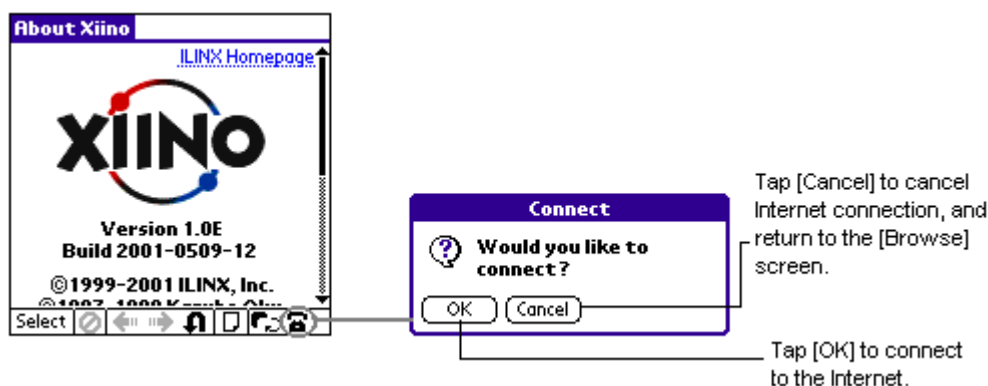 About Xiino
ILINX Homepage
XIINO
Version 1.0E
Build 2001-0509-12
©1999-2001 ILINX, Inc.
Select
Connect
Would you like to
connect?
OK
Cancel
Tap [Cancel] to cancel
Internet connection, and
return to the [Browse]
screen.
Tap [OK] to connect
to the Internet.